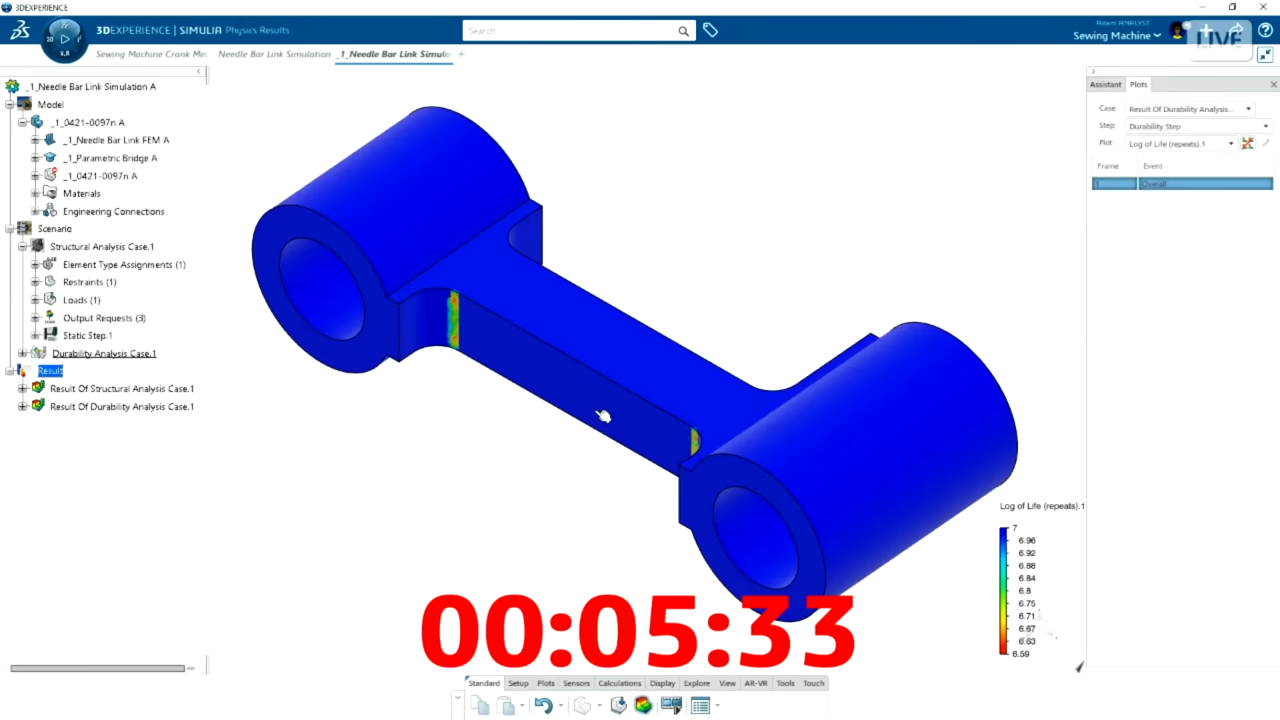 3DEXPERIENCE
3DEXPERIENCE | SIMULIA Physics Results
Search
Adam ANALYST
Sewing Machine
LIVE
V.R
Sewing Machine Crank Mec
Needle Bar Link Simulation
_1_Needle Bar Link Simula
_1_Needle Bar Link Simulation A
Model
_1_0421-0097n A
_1_Needle Bar Link FEM A
_1_Parametric Bridge A
_1_0421-0097n A
Materials
Engineering Connections
Scenario
Structural Analysis Case.1
Element Type Assignments (1)
Restraints (1)
Loads (1)
Output Requests (3)
Static Step.1
Durability Analysis Case.1
Result
Result Of Structural Analysis Case.1
Result Of Durability Analysis Case.1
Assistant Plots
Case: Result Of Durability Analysis...
Step Durability Step
Plot: Log of Life (repeats).1
Frame Event
1 Overall
Log of Life (repeats).1
7
6.96
6.92
6.88
6.84
6.8
6.75
6.71
6.67
6.63
6.59
00:05:33
Standard Setup Plots Sensors Calculations Display Explore View AR-VR Tools Touch